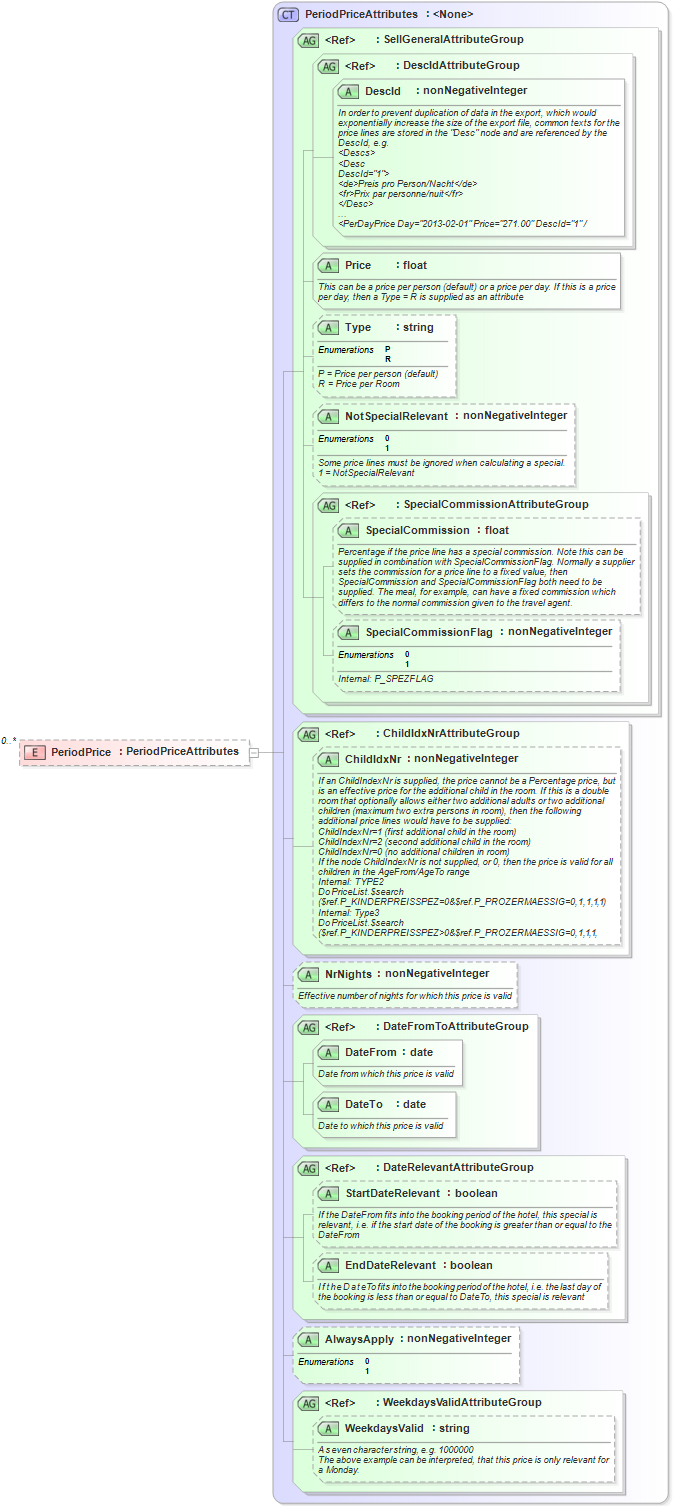 CT PeriodPriceAttributes : <None>
AG <Ref> : SellGeneralAttributeGroup
AG <Ref> : DescIdAttributeGroup
A DescId : nonNegativeInteger
In order to prevent duplication of data in the export, which would
exponentially increase the size of the export file, common texts for the
price lines are stored in the "Desc" node and are referenced by the
DescId, e.g.
<Descs>
<Desc
DescId="1">
<de>Preis pro Person/Nacht</de>
<fr>Prix par personne/nuit</fr>
</Desc>
...
<PerDayPrice Day="2013-02-01" Price="271.00" DescId="1" /
A Price : float
This can be a price per person (default) or a price per day. If this is a price
per day, then a Type = R is supplied as an attribute
A Type : string
Enumerations P
R
P = Price per person (default)
R = Price per Room
A NotSpecialRelevant : nonNegativeInteger
Enumerations 0
1
Some price lines must be ignored when calculating a special.
1 = NotSpecialRelevant
AG <Ref> : SpecialCommissionAttributeGroup
A SpecialCommission : float
Percentage if the price line has a special commission. Note this can be
supplied in combination with SpecialCommissionFlag. Normally a supplier
sets the commission for a price line to a fixed value, then
SpecialCommission and SpecialCommissionFlag both need to be
supplied. The meal, for example, can have a fixed commission which
differs to the normal commission given to the travel agent.
A SpecialCommissionFlag : nonNegativeInteger
Enumerations 0
1
Internal: P_SPEZFLAG
0..*
E PeriodPrice : PeriodPriceAttributes
AG <Ref> : ChildIdxNrAttributeGroup
A ChildIdxNr : nonNegativeInteger
If an ChildIndexNr is supplied, the price cannot be a Percentage price, but
is an effective price for the additional child in the room. If this is a double
room that optionally allows either two additional adults or two additional
children (maximum two extra persons in room), then the following
additional price lines would have to be supplied:
ChildIndexNr=1 (first additional child in the room)
ChildIndexNr=2 (second additional child in the room)
ChildIndexNr=0 (no additional children in room)
If the node ChildIndexNr is not supplied, or 0, then the price is valid for all
children in the AgeFrom/AgeTo range
Internal: TYPE2
DoPriceList.$search
($ref.P_KINDERPREISSPEZ=0&$ref.P_PROZERMAESSIG=0,1,1,1,1)
Internal: Type3
DoPriceList.$search
($ref.P_KINDERPREISSPEZ>0&$ref.P_PROZERMAESSIG=0,1,1,1,
A NrNights : nonNegativeInteger
Effective number of nights for which this price is valid
AG <Ref> : DateFromToAttributeGroup
A DateFrom : date
Date from which this price is valid
A DateTo : date
Date to which this price is valid
AG <Ref> : DateRelevantAttributeGroup
A StartDateRelevant : boolean
If the DateFrom fits into the booking period of the hotel, this special is
relevant, i.e. if the start date of the booking is greater than or equal to the
DateFrom
A EndDateRelevant : boolean
If the DateTo fits into the booking period of the hotel, i.e. the last day of
the booking is less than or equal to DateTo, this special is relevant
A AlwaysApply : nonNegativeInteger
Enumerations 0
1
AG <Ref> : WeekdaysValidAttributeGroup
A WeekdaysValid : string
A seven character string, e.g. 1000000
The above example can be interpreted, that this price is only relevant for
a Monday.